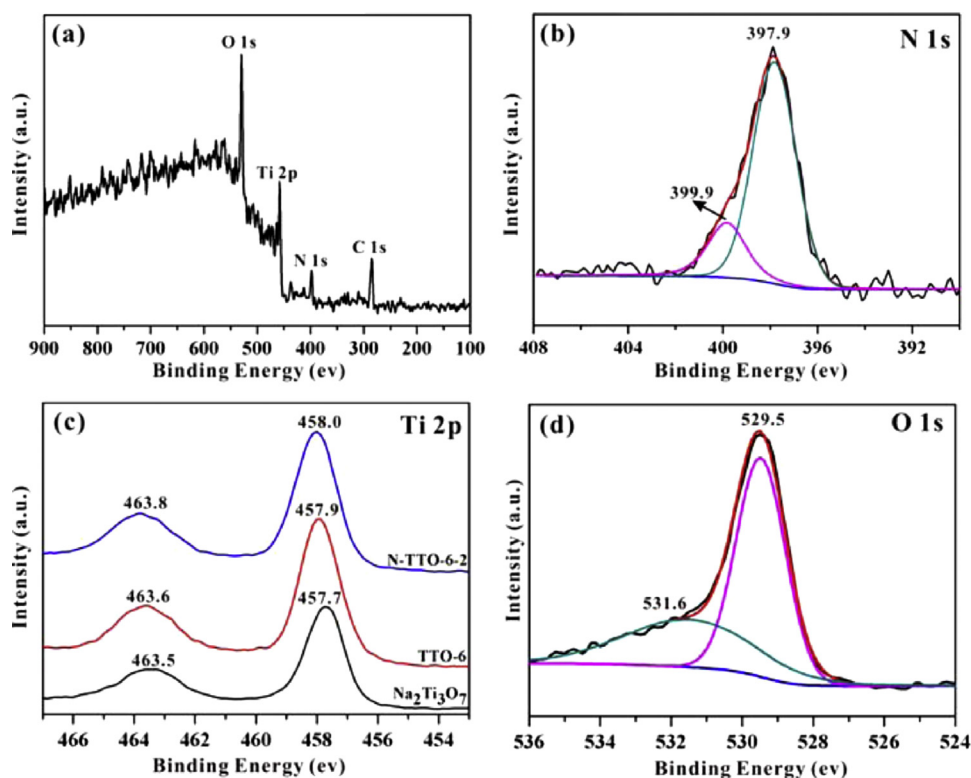 (a)
O 1s
Ti 2p
N 1s
C 1s
Intensity (a.u.)
900 800 700 600 500 400 300 200 100
Binding Energy (ev)
(b)
397.9
N 1s
399.9
Intensity (a.u.)
408 404 400 396 392
Binding Energy (ev)
(c)
458.0
Ti 2p
463.8
457.9
N-TTO-6-2
463.6
457.7
TTO-6
463.5
Na₂Ti₃O₇
Intensity (a.u.)
466 464 462 460 458 456 454
Binding Energy (ev)
(d)
529.5
O 1s
531.6
Intensity (a.u.)
536 534 532 530 528 526 524
Binding Energy (ev)